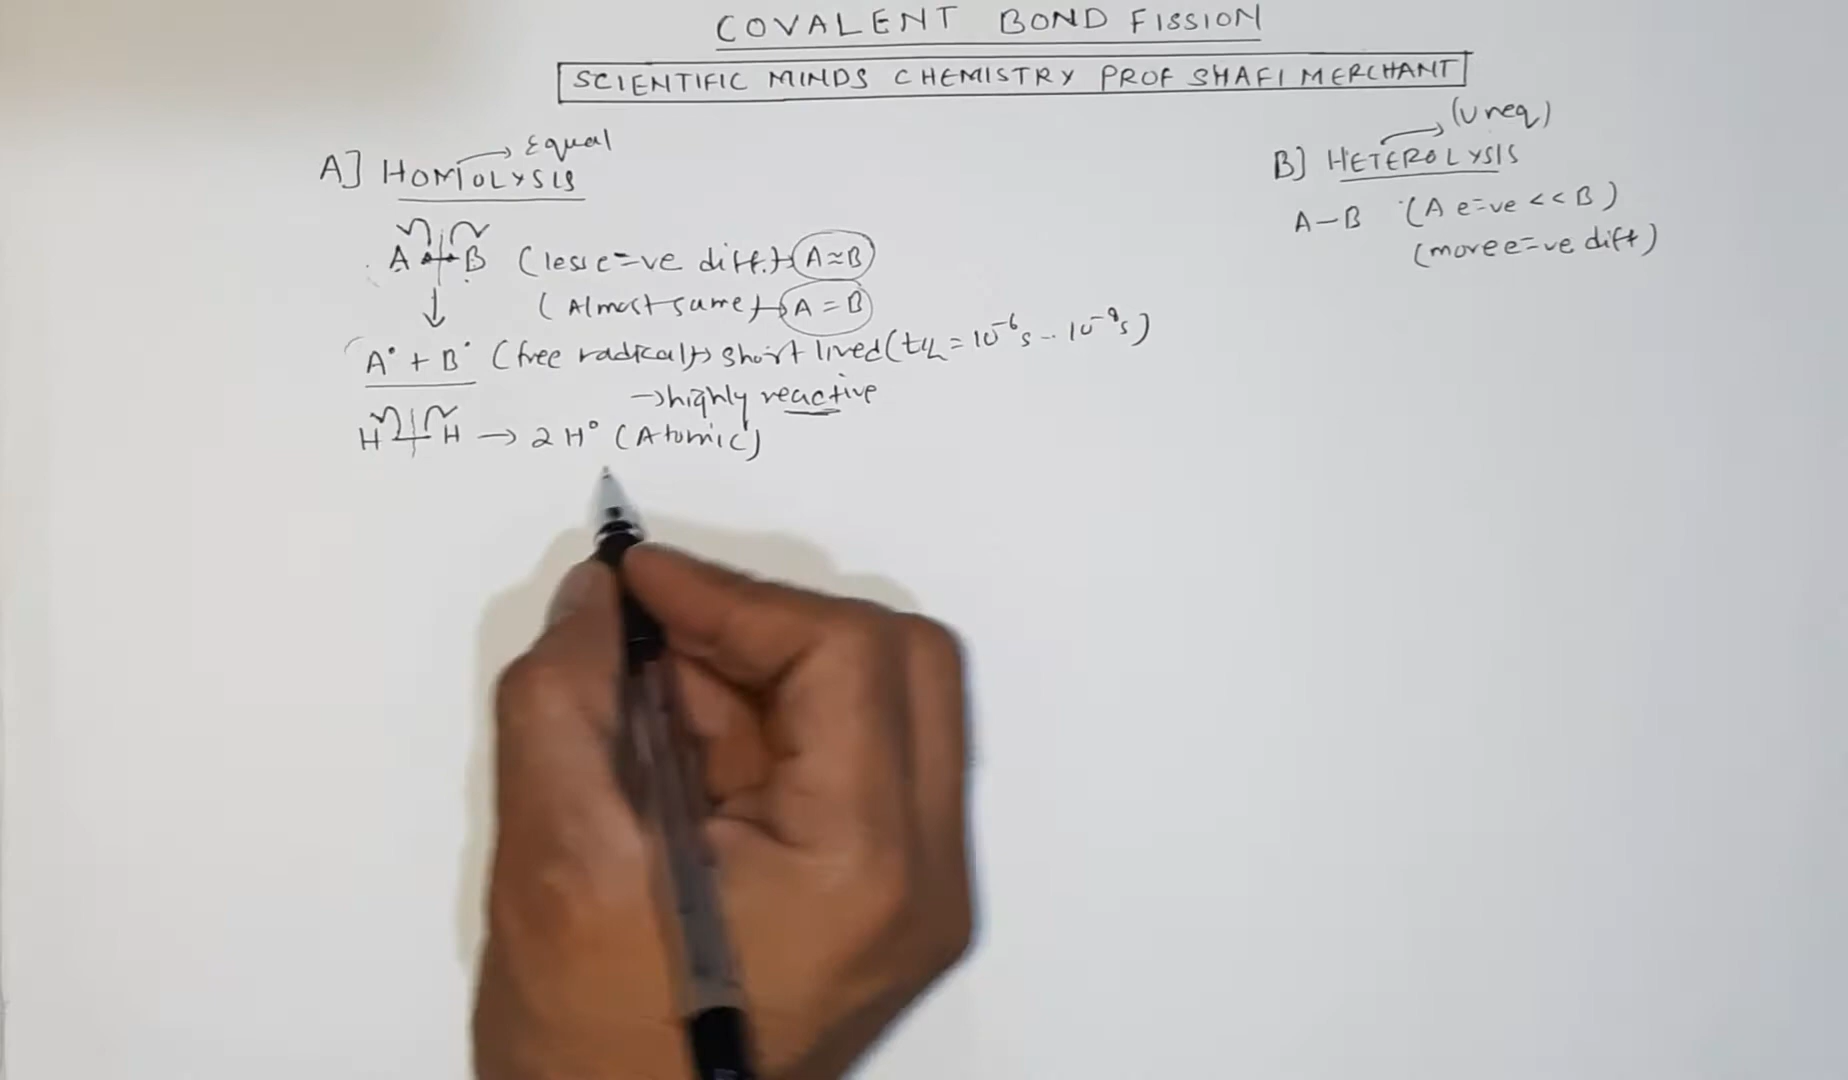 COVALENT BOND FISSION
SCIENTIFIC MINDS CHEMISTRY PROF SHAFI MERCHANT
A] HOMOLYSIS → Equal
A B (less e=ve diff.) → A≈B
(Almost same) → A=B
A• + B• (free radical) → short lived (t½ = 10⁻⁶s -- 10⁻⁹s)
→ highly reactive
H H → 2H° (Atomic)
B] HETEROLYSIS → (Uneq)
A–B (A e=ve << B)
(more e=ve diff)